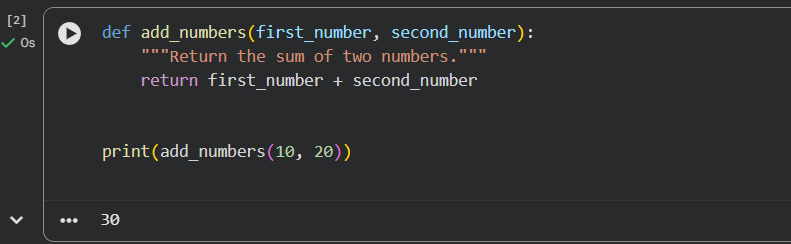 [2]
0s
def add_numbers(first_number, second_number):
    """Return the sum of two numbers."""
    return first_number + second_number
print(add_numbers(10, 20))
30